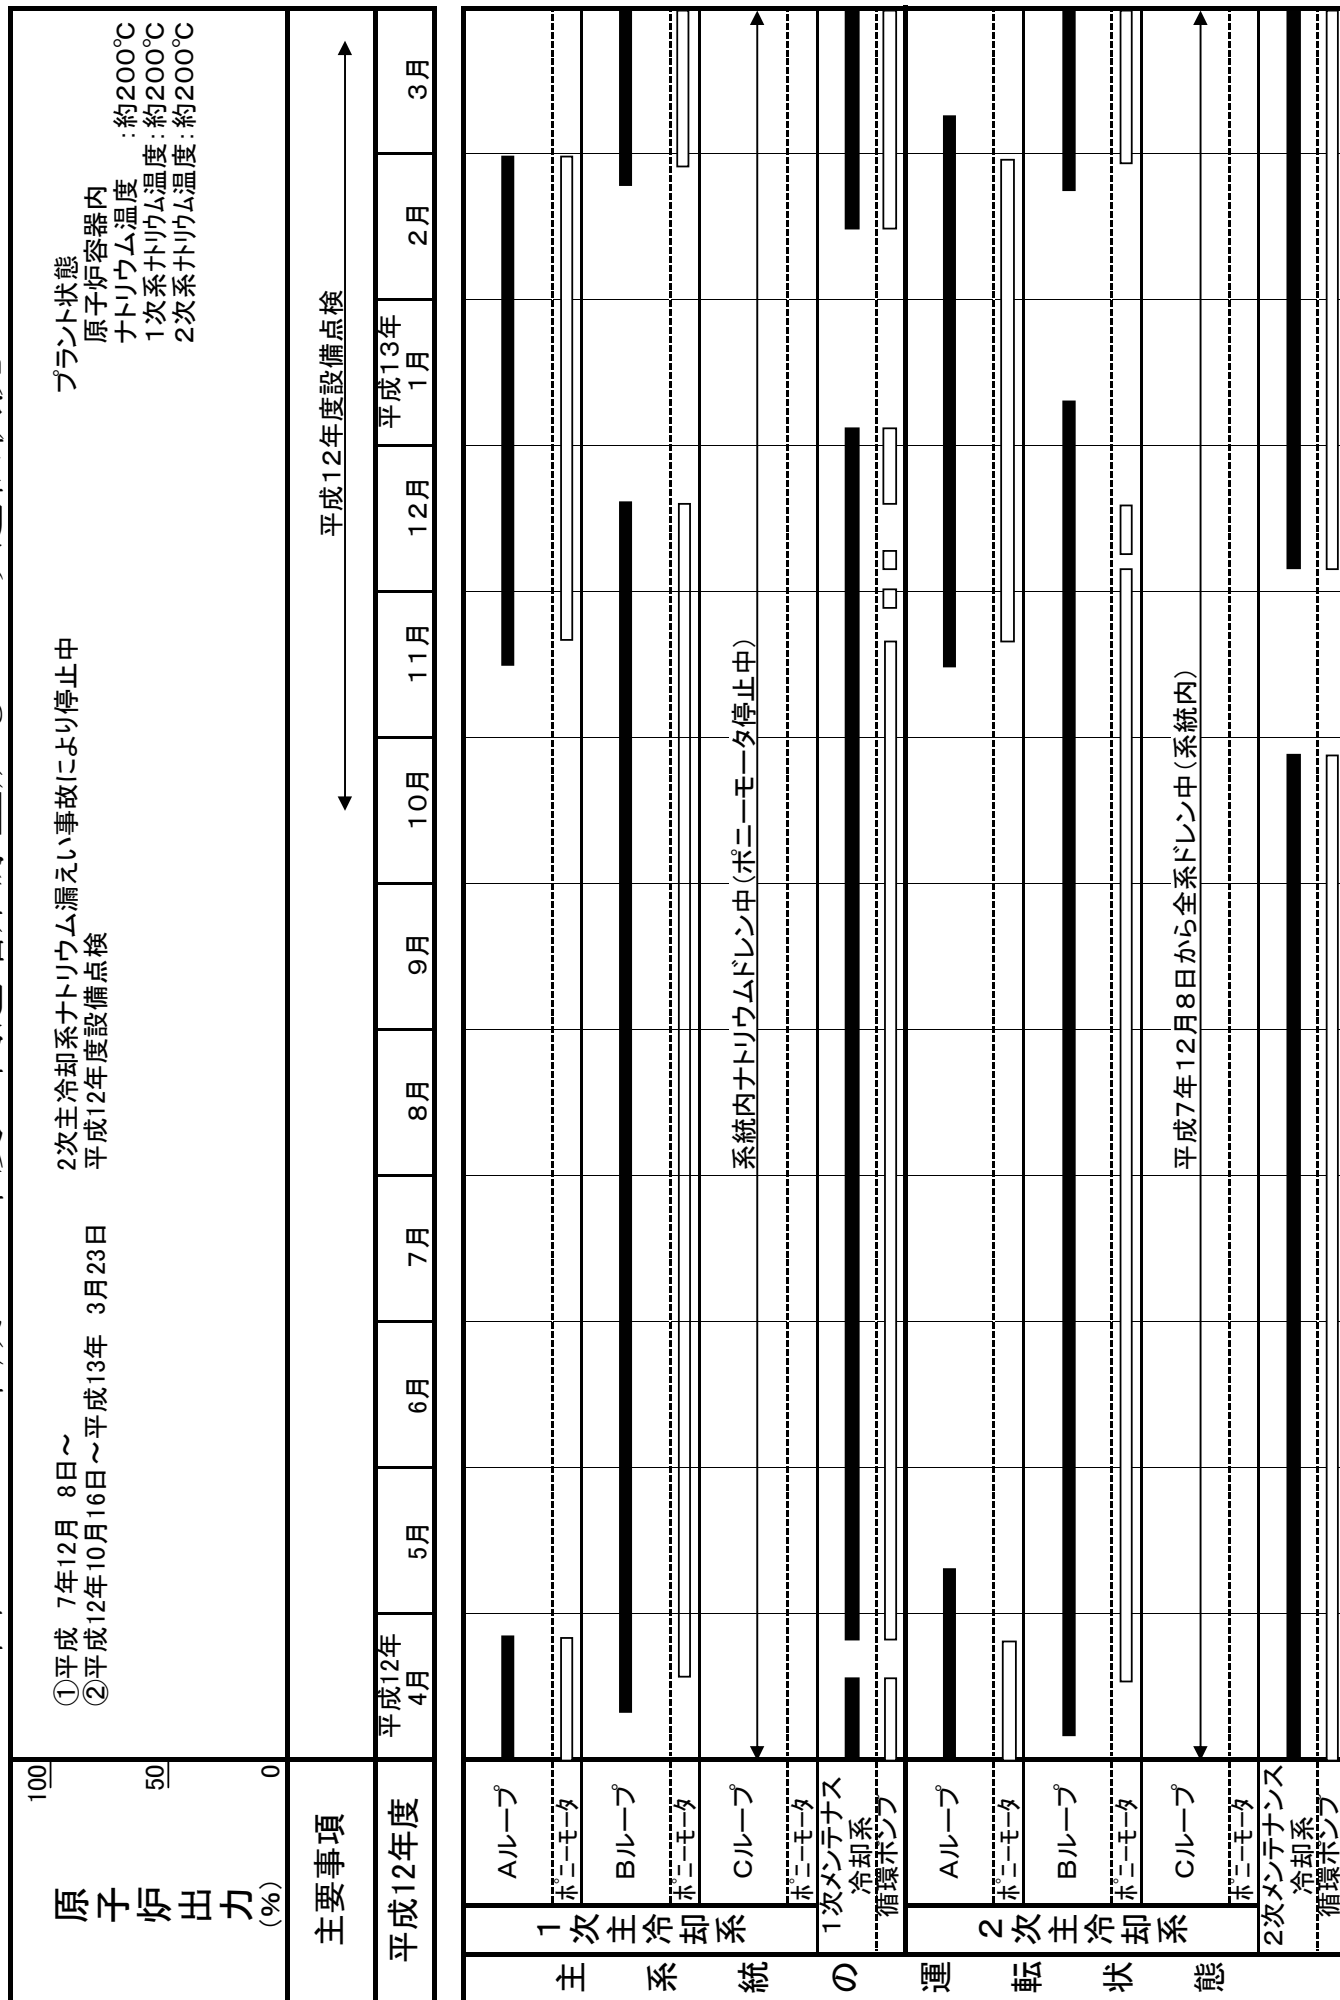 原子炉出力
(%)
100
50
0
①平成 7年12月 8日～ 2次主冷却系ナトリウム漏えい事故により停止中
②平成12年10月16日～平成13年 3月23日 平成12年度設備点検
プラント状態
原子炉容器内
ナトリウム温度 :約200℃
1次系ナトリウム温度:約200℃
2次系ナトリウム温度:約200℃
主要事項
平成12年度設備点検
平成12年度
平成12年
4月
5月
6月
7月
8月
9月
10月
11月
12月
平成13年
1月
2月
3月
主系統の運転状態
1次主冷却系
Aループ
ポニーモータ
Bループ
ポニーモータ
Cループ
系統内ナトリウムドレン中(ポニーモータ停止中)
ポニーモータ
1次メンテナス
冷却系
循環ポンプ
2次主冷却系
Aループ
ポニーモータ
Bループ
ポニーモータ
Cループ
平成7年12月8日から全系ドレン中(系統内)
ポニーモータ
2次メンテナンス
冷却系
循環ポンプ